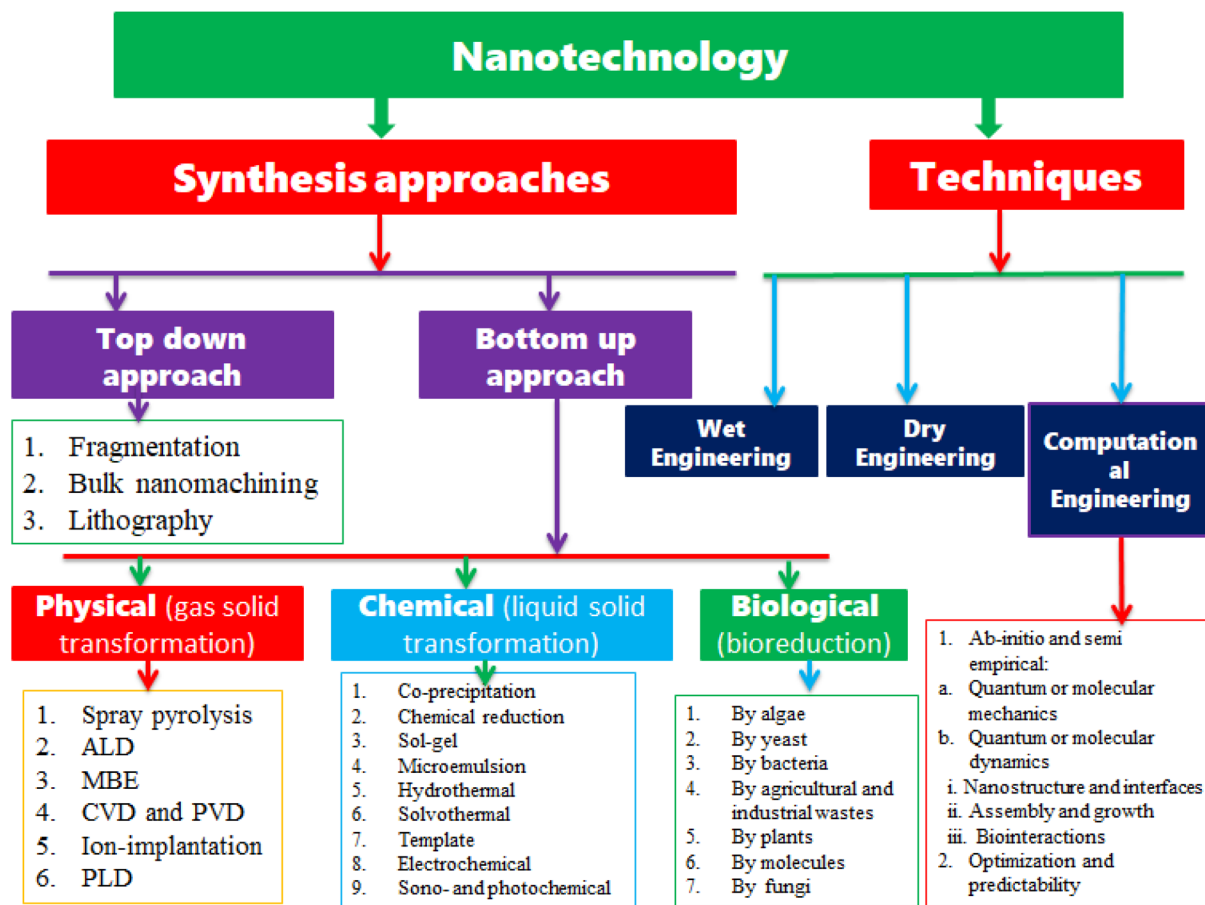 Nanotechnology
Synthesis approaches
Techniques
Top down
approach
Bottom up
approach
1. Fragmentation
2. Bulk nanomachining
3. Lithography
Wet
Engineering
Dry
Engineering
Computation
al
Engineering
Physical (gas solid
transformation)
Chemical (liquid solid
transformation)
Biological
(bioreduction)
1. Spray pyrolysis
2. ALD
3. MBE
4. CVD and PVD
5. Ion-implantation
6. PLD
1. Co-precipitation
2. Chemical reduction
3. Sol-gel
4. Microemulsion
5. Hydrothermal
6. Solvothermal
7. Template
8. Electrochemical
9. Sono- and photochemical
1. By algae
2. By yeast
3. By bacteria
4. By agricultural and
industrial wastes
5. By plants
6. By molecules
7. By fungi
1. Ab-initio and semi
empirical:
a. Quantum or molecular
mechanics
b. Quantum or molecular
dynamics
i. Nanostructure and interfaces
ii. Assembly and growth
iii. Biointeractions
2. Optimization and
predictability